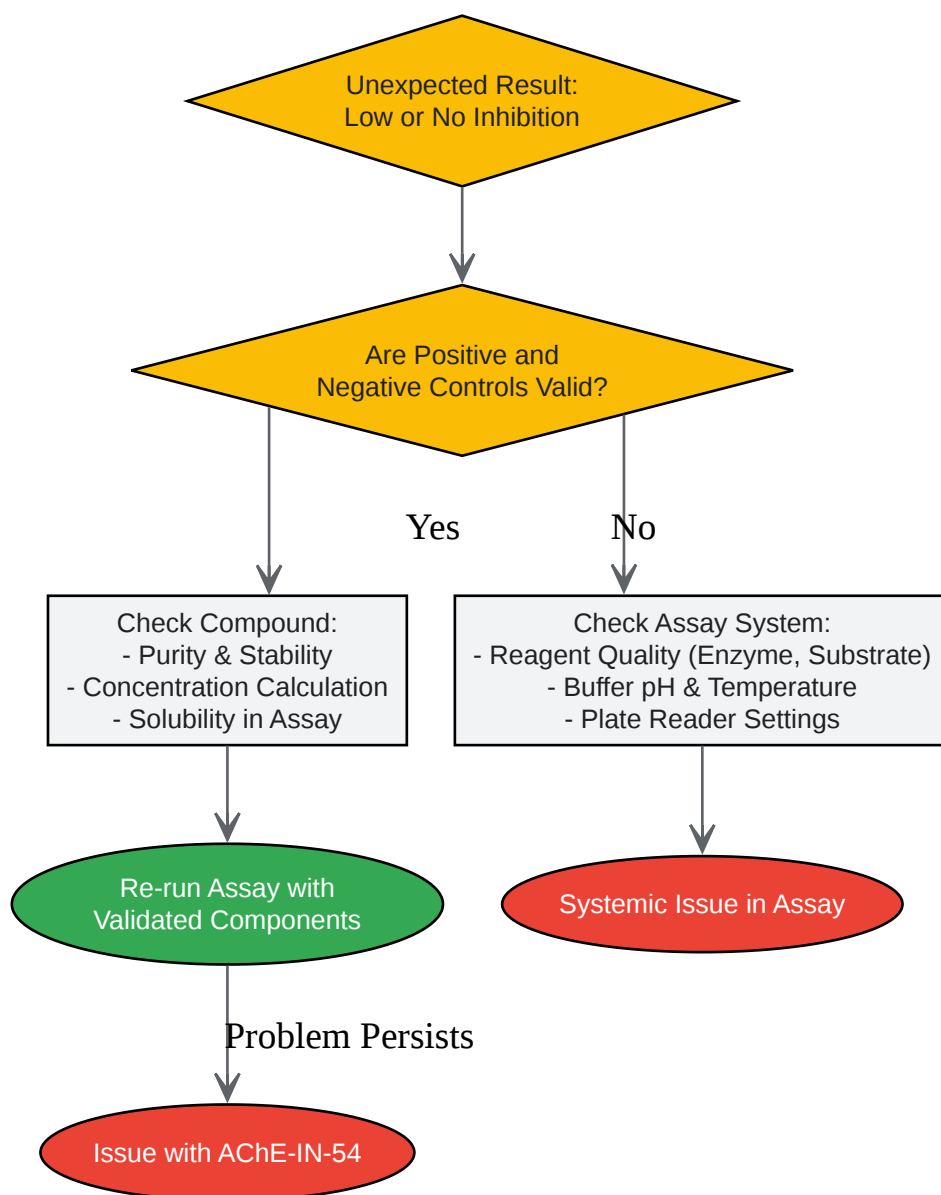 Unexpected Result:
Low or No Inhibition
Are Positive and
Negative Controls Valid?
Yes
No
Check Compound:
- Purity & Stability
- Concentration Calculation
- Solubility in Assay
Check Assay System:
- Reagent Quality (Enzyme, Substrate)
- Buffer pH & Temperature
- Plate Reader Settings
Re-run Assay with
Validated Components
Systemic Issue in Assay
Problem Persists
Issue with AChE-IN-54